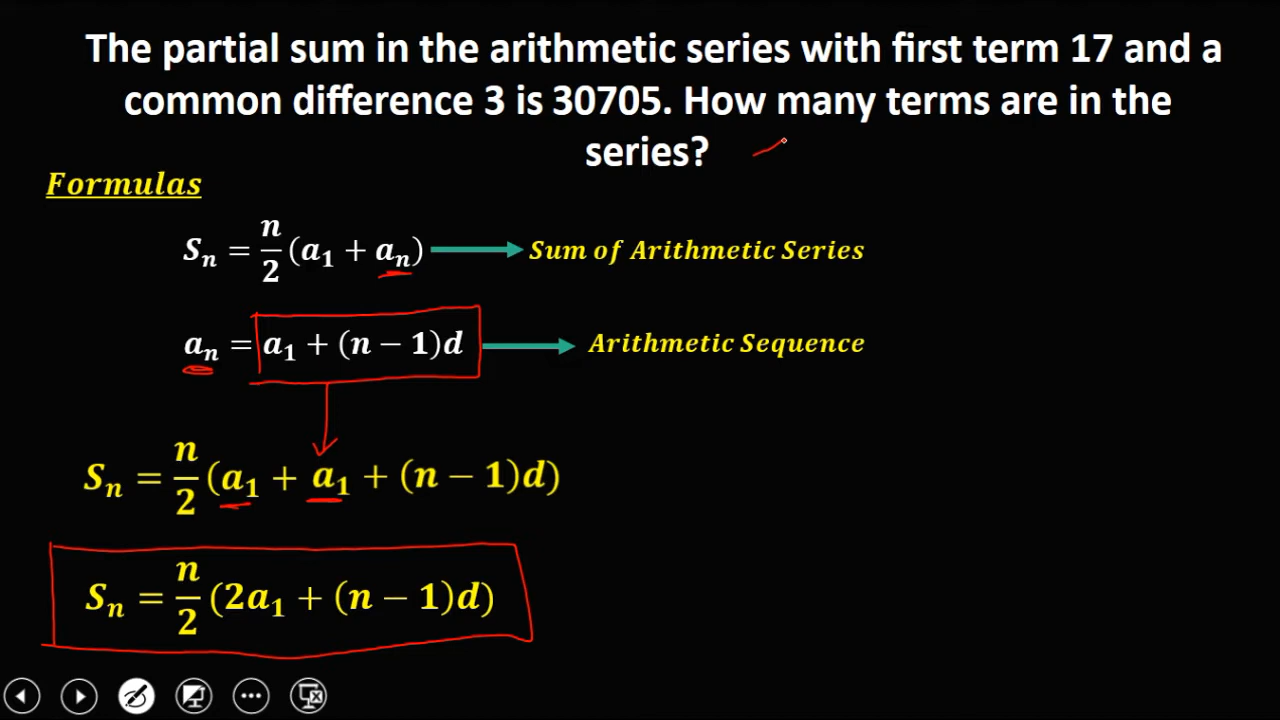 The partial sum in the arithmetic series with first term 17 and a
common difference 3 is 30705. How many terms are in the
series?
Formulas
Sₙ = n/2 (a₁ + aₙ) Sum of Arithmetic Series
aₙ = a₁ + (n − 1)d Arithmetic Sequence
Sₙ = n/2 (a₁ + a₁ + (n − 1)d)
Sₙ = n/2 (2a₁ + (n − 1)d)